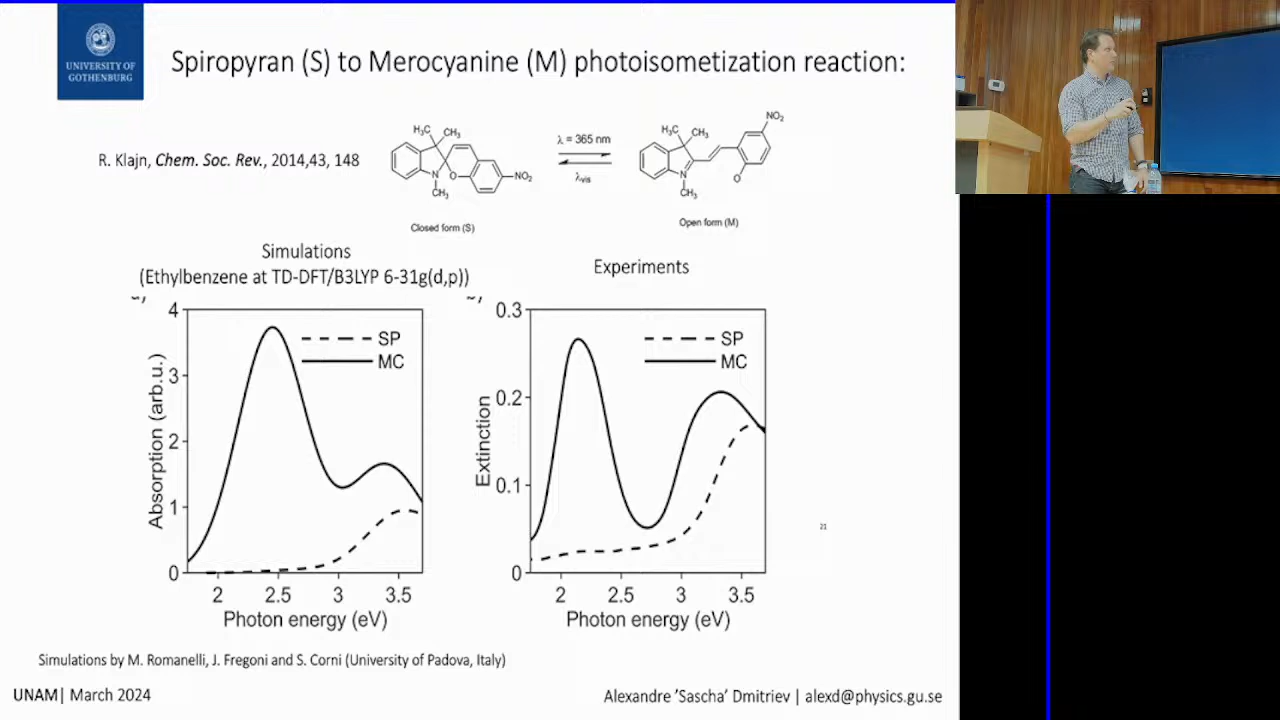 UNIVERSITY OF
GOTHENBURG
Spiropyran (S) to Merocyanine (M) photoisometization reaction:
R. Klajn, Chem. Soc. Rev., 2014,43, 148
H₃C CH₃
N O
CH₃
NO₂
Closed form (S)
λ = 365 nm
λvis
H₃C CH₃
N
CH₃
NO₂
O
Open form (M)
Simulations
(Ethylbenzene at TD-DFT/B3LYP 6-31g(d,p))
Experiments
Absorption (arb.u.)
4
3
2
1
0
SP
MC
2 2.5 3 3.5
Photon energy (eV)
Extinction
0.3
0.2
0.1
0
SP
MC
2 2.5 3 3.5
Photon energy (eV)
21
Simulations by M. Romanelli, J. Fregoni and S. Corni (University of Padova, Italy)
UNAM| March 2024
Alexandre ’Sascha’ Dmitriev | alexd@physics.gu.se